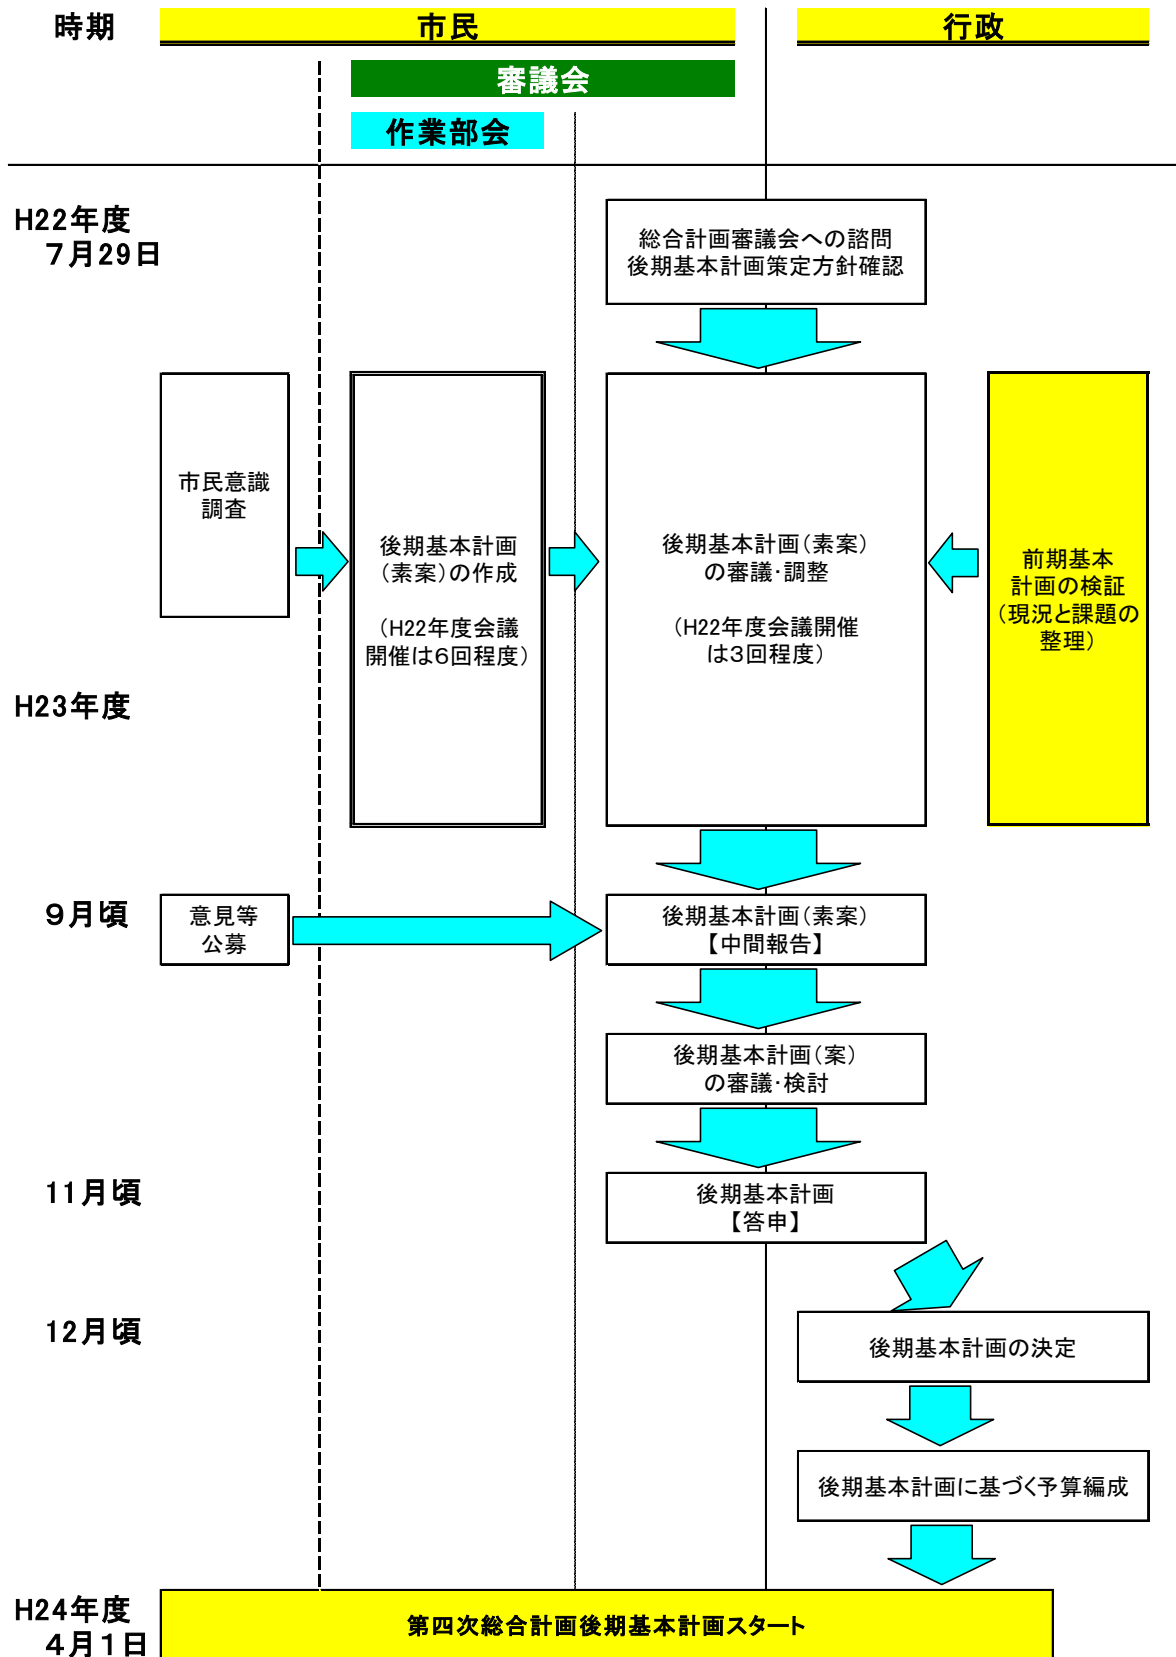 時期
市民
行政
審議会
作業部会
H22年度
７月29日
総合計画審議会への諮問
後期基本計画策定方針確認
市民意識
調査
後期基本計画
（素案）の作成
（H22年度会議
開催は６回程度）
後期基本計画（素案）
の審議・調整
（H22年度会議開催
は３回程度）
前期基本
計画の検証
（現況と課題の
整理）
H23年度
９月頃
意見等
公募
後期基本計画（素案）
【中間報告】
後期基本計画（案）
の審議・検討
11月頃
後期基本計画
【答申】
12月頃
後期基本計画の決定
後期基本計画に基づく予算編成
H24年度
４月１日
第四次総合計画後期基本計画スタート